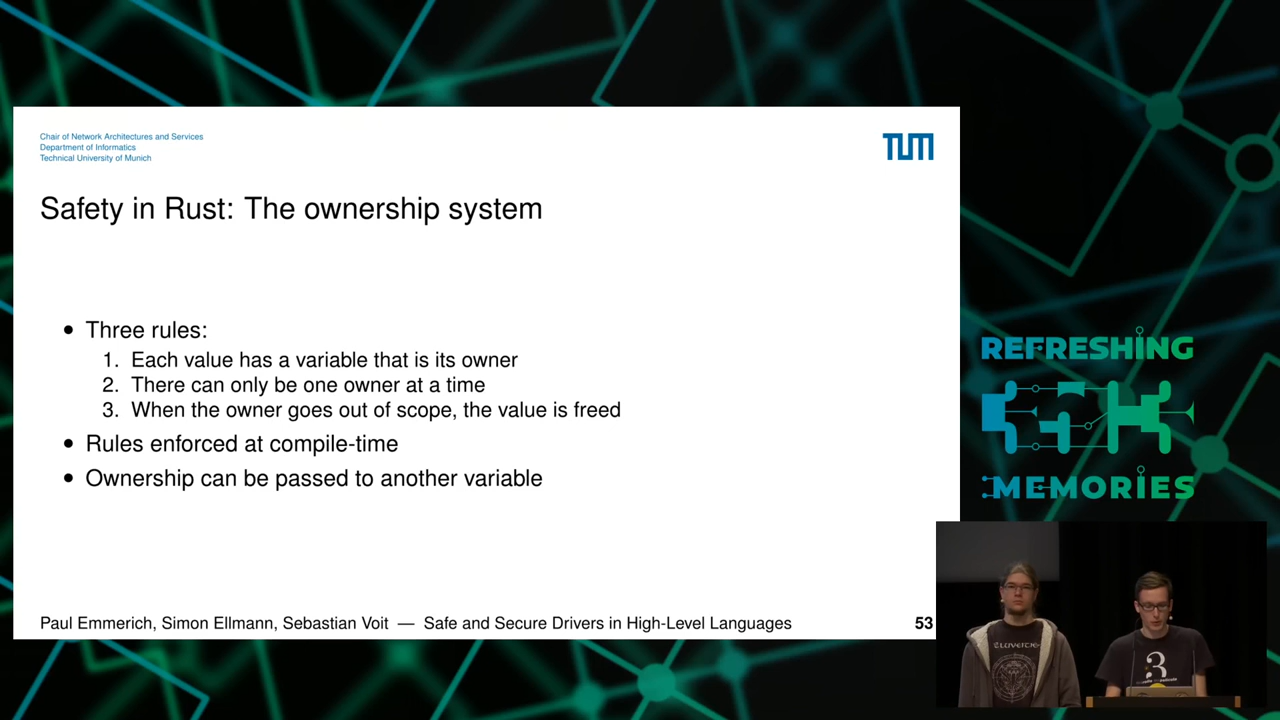 Chair of Network Architectures and Services
Department of Informatics
Technical University of Munich
TUM
Safety in Rust: The ownership system
• Three rules:
1. Each value has a variable that is its owner
2. There can only be one owner at a time
3. When the owner goes out of scope, the value is freed
• Rules enforced at compile-time
• Ownership can be passed to another variable
Paul Emmerich, Simon Ellmann, Sebastian Voit — Safe and Secure Drivers in High-Level Languages
53
REFRESHING
35C3
MEMORIES
ELUVEITIE
3